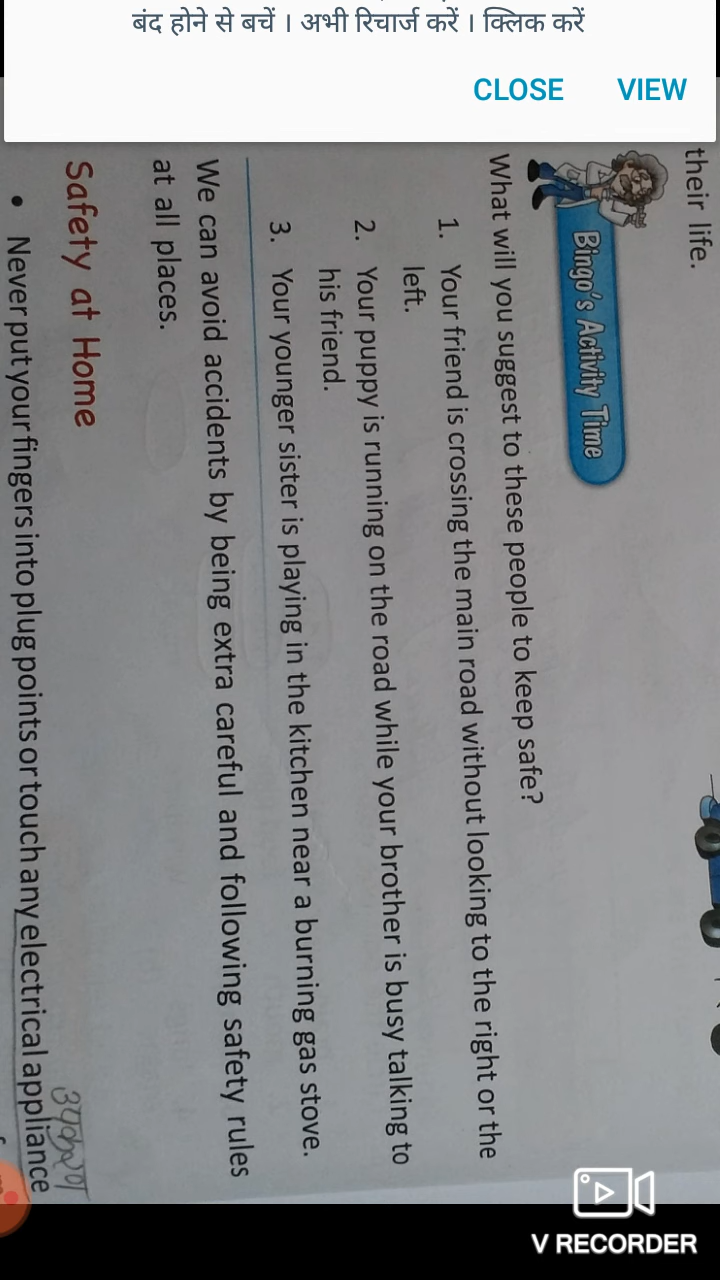 बंद होने से बचें । अभी रिचार्ज करें । क्लिक करें
CLOSE VIEW
their life.
Bingo's Activity Time
What will you suggest to these people to keep safe?
1. Your friend is crossing the main road without looking to the right or the
left.
2. Your puppy is running on the road while your brother is busy talking to
his friend.
3. Your younger sister is playing in the kitchen near a burning gas stove.
We can avoid accidents by being extra careful and following safety rules
at all places.
Safety at Home
• Never put your fingers into plug points or touch any electrical appliance
उपकरण
V RECORDER